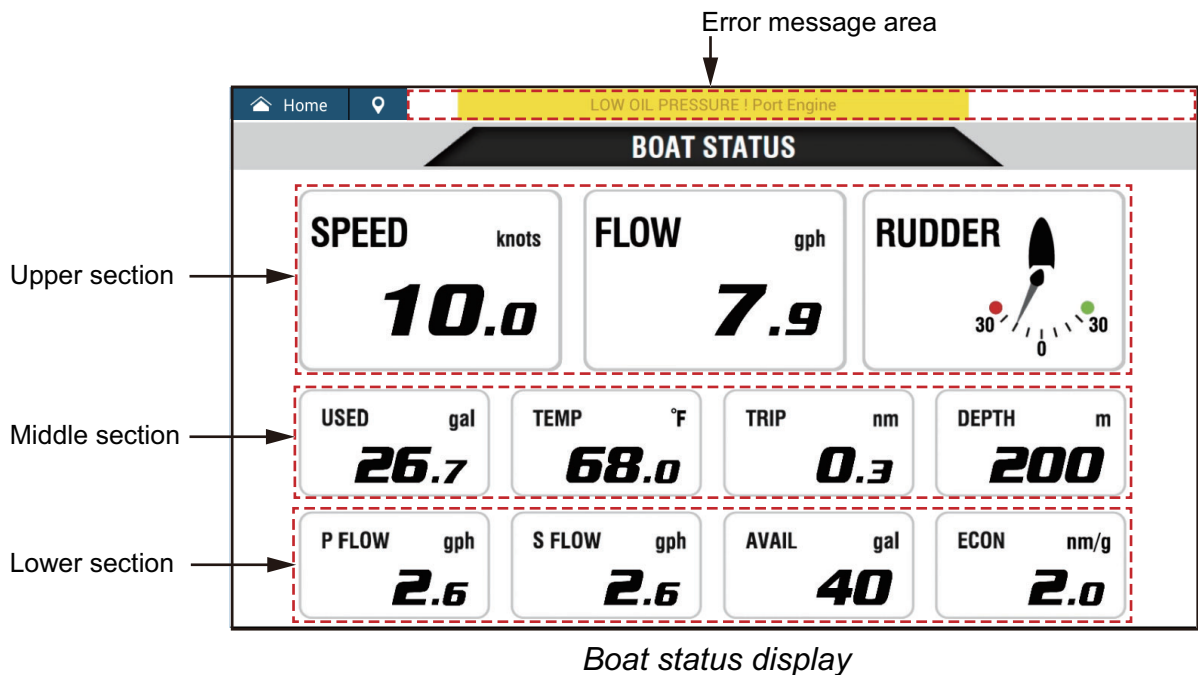 Error message area
Home
LOW OIL PRESSURE ! Port Engine
BOAT STATUS
Upper section
SPEED knots
10.0
FLOW gph
7.9
RUDDER
30 0 30
Middle section
USED gal
26.7
TEMP °F
68.0
TRIP nm
0.3
DEPTH m
200
Lower section
P FLOW gph
2.6
S FLOW gph
2.6
AVAIL gal
40
ECON nm/g
2.0
Boat status display